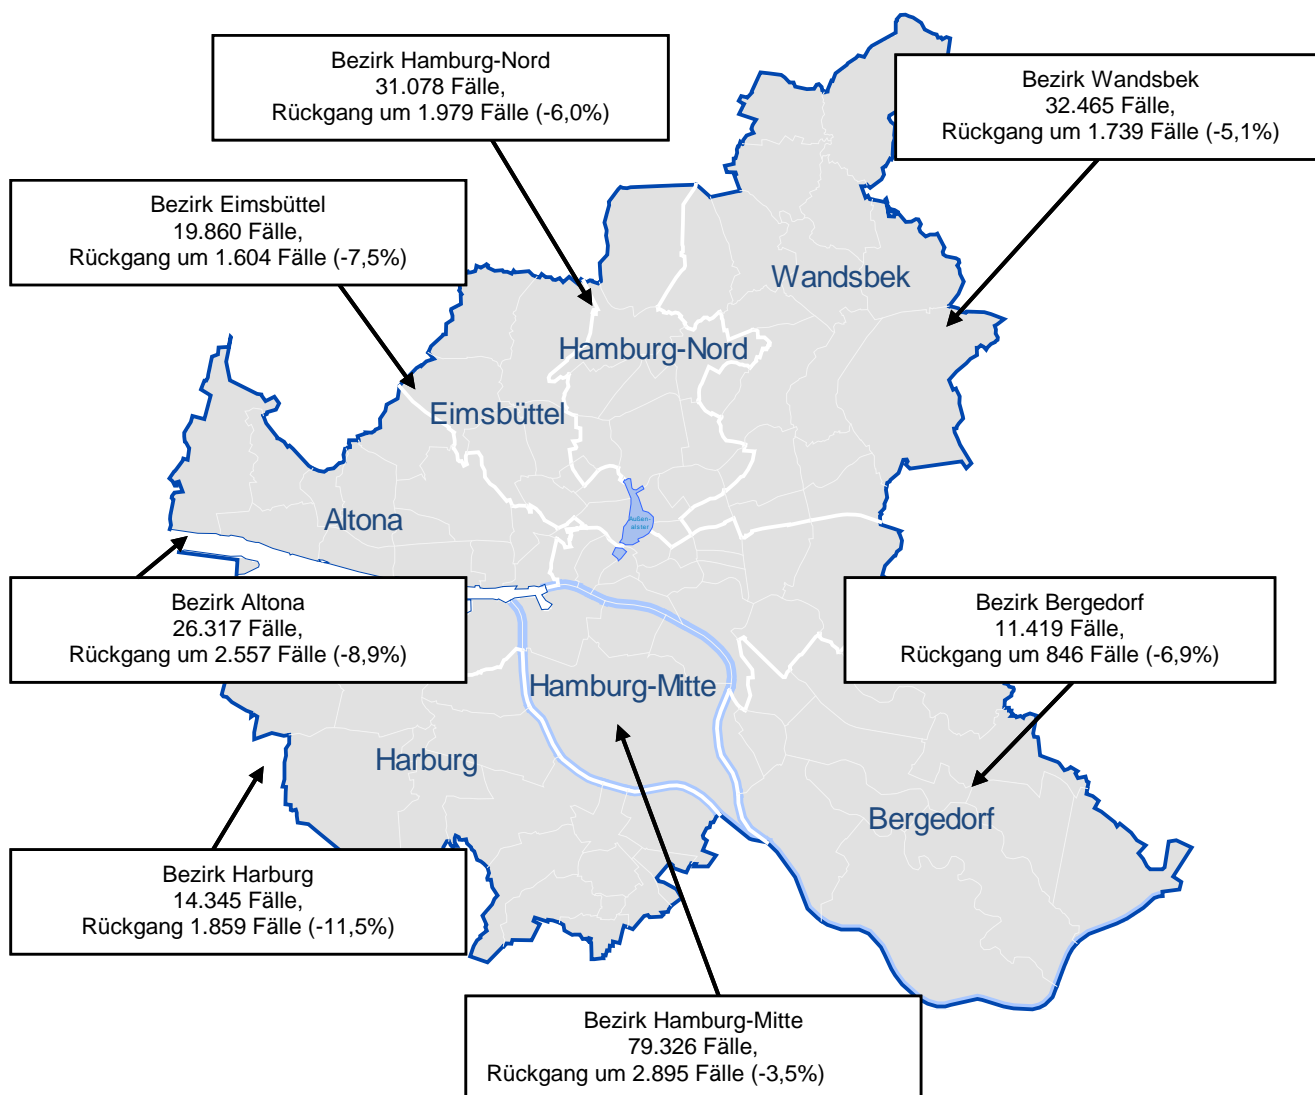 Bezirk Hamburg-Nord
31.078 Fälle,
Rückgang um 1.979 Fälle (-6,0%)
Bezirk Wandsbek
32.465 Fälle,
Rückgang um 1.739 Fälle (-5,1%)
Bezirk Eimsbüttel
19.860 Fälle,
Rückgang um 1.604 Fälle (-7,5%)
Wandsbek
Hamburg-Nord
Eimsbüttel
Altona
Außen-
alster
Bezirk Altona
26.317 Fälle,
Rückgang um 2.557 Fälle (-8,9%)
Bezirk Bergedorf
11.419 Fälle,
Rückgang um 846 Fälle (-6,9%)
Hamburg-Mitte
Harburg
Bergedorf
Bezirk Harburg
14.345 Fälle,
Rückgang 1.859 Fälle (-11,5%)
Bezirk Hamburg-Mitte
79.326 Fälle,
Rückgang um 2.895 Fälle (-3,5%)